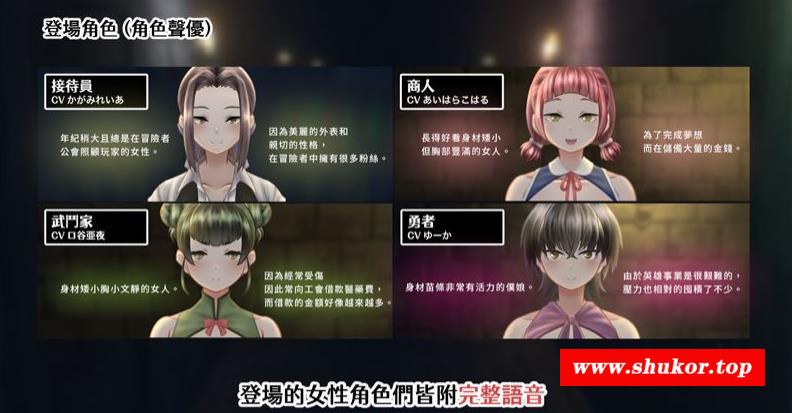 登場角色 (角色聲優)
接待員
CV かがみれいあ
年紀稍大且總是在冒險者
公會照顧玩家的女性。
因為美麗的外表和
親切的性格，
在冒險者中擁有很多粉絲。
商人
CV あいはらこはる
長得好看身材矮小
但胸部豐滿的女人。
為了完成夢想
而在儲備大量的金錢。
武鬥家
CV 口谷亜夜
身材矮小胸小文靜的女人。
因為經常受傷
因此常向工會借款醫藥費，
而借款的金額好像越來越多。
勇者
CV ゆーか
身材苗條非常有活力的僕娘。
由於英雄事業是很艱難的，
壓力也相對的囤積了不少。
www.shukor.top
登場的女性角色們皆附完整語音